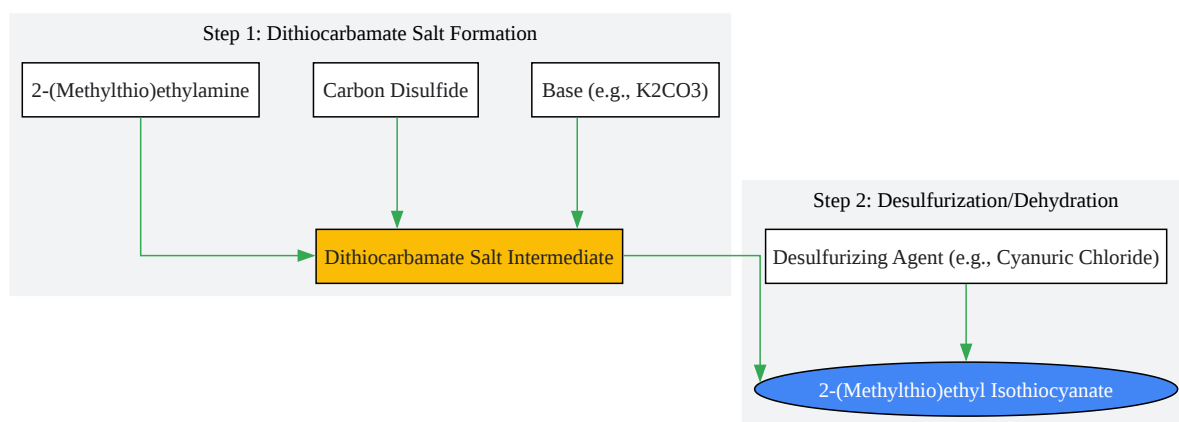 Step 1: Dithiocarbamate Salt Formation
2-(Methylthio)ethylamine
Carbon Disulfide
Base (e.g., K2CO3)
Dithiocarbamate Salt Intermediate
Step 2: Desulfurization/Dehydration
Desulfurizing Agent (e.g., Cyanuric Chloride)
2-(Methylthio)ethyl Isothiocyanate